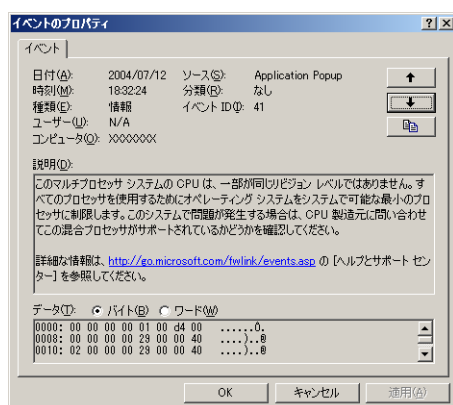 イベントのプロパティ
イベント
日付(A): 2004/07/12 ソース(S): Application Popup
時刻(M): 18:32:24 分類(R): なし
種類(E): 情報 イベント ID(I): 41
ユーザー(U): N/A
コンピュータ(O): XXXXXXX
説明(D):
このマルチプロセッサ システムの CPU は、一部が同じリビジョン レベルではありません。す
べてのプロセッサを使用するためにオペレーティング システムをシステムで可能な最小のプロ
セッサに制限します。このシステムで問題が発生する場合は、CPU 製造元に問い合わせ
てこの混合プロセッサがサポートされているかどうかを確認してください。
詳細な情報は、http://go.microsoft.com/fwlink/events.asp の [ヘルプとサポート セン
ター] を参照してください。
データ(T): バイト(B) ワード(W)
0000: 00 00 00 00 01 00 d4 00 ......Ô.
0008: 00 00 00 00 29 00 00 40 ....)..@
0010: 02 00 00 00 29 00 00 40 ....)..@
OK キャンセル 適用(A)